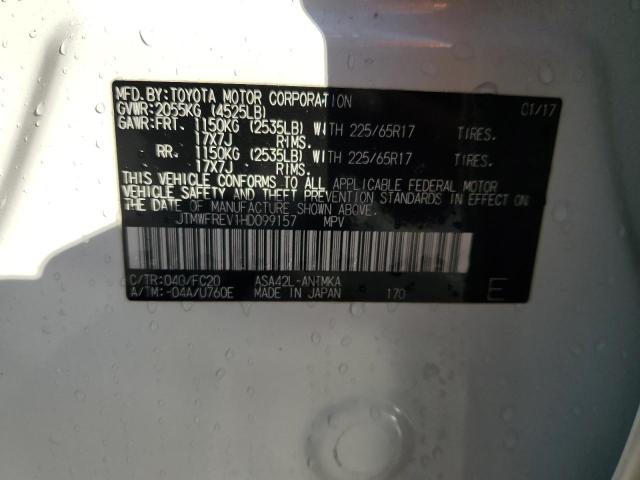 MFD.BY:TOYOTA MOTOR CORPORATION 01/17
GVWR:2055KG (4525LB)
GAWR:FRT. 1150KG (2535LB) WITH 225/65R17 TIRES.
17X7J RIMS.
RR. 1150KG (2535LB) WITH 225/65R17 TIRES.
17X7J RIMS.
THIS VEHICLE CONFORMS TO ALL APPLICABLE FEDERAL MOTOR
VEHICLE SAFETY AND THEFT PREVENTION STANDARDS IN EFFECT ON
THE DATE OF MANUFACTURE SHOWN ABOVE.
JTMWFREV1HD099157 MPV
C/TR:040/FC20 ASA42L-ANTMKA
A/TM:-04A/U760E MADE IN JAPAN 170 E